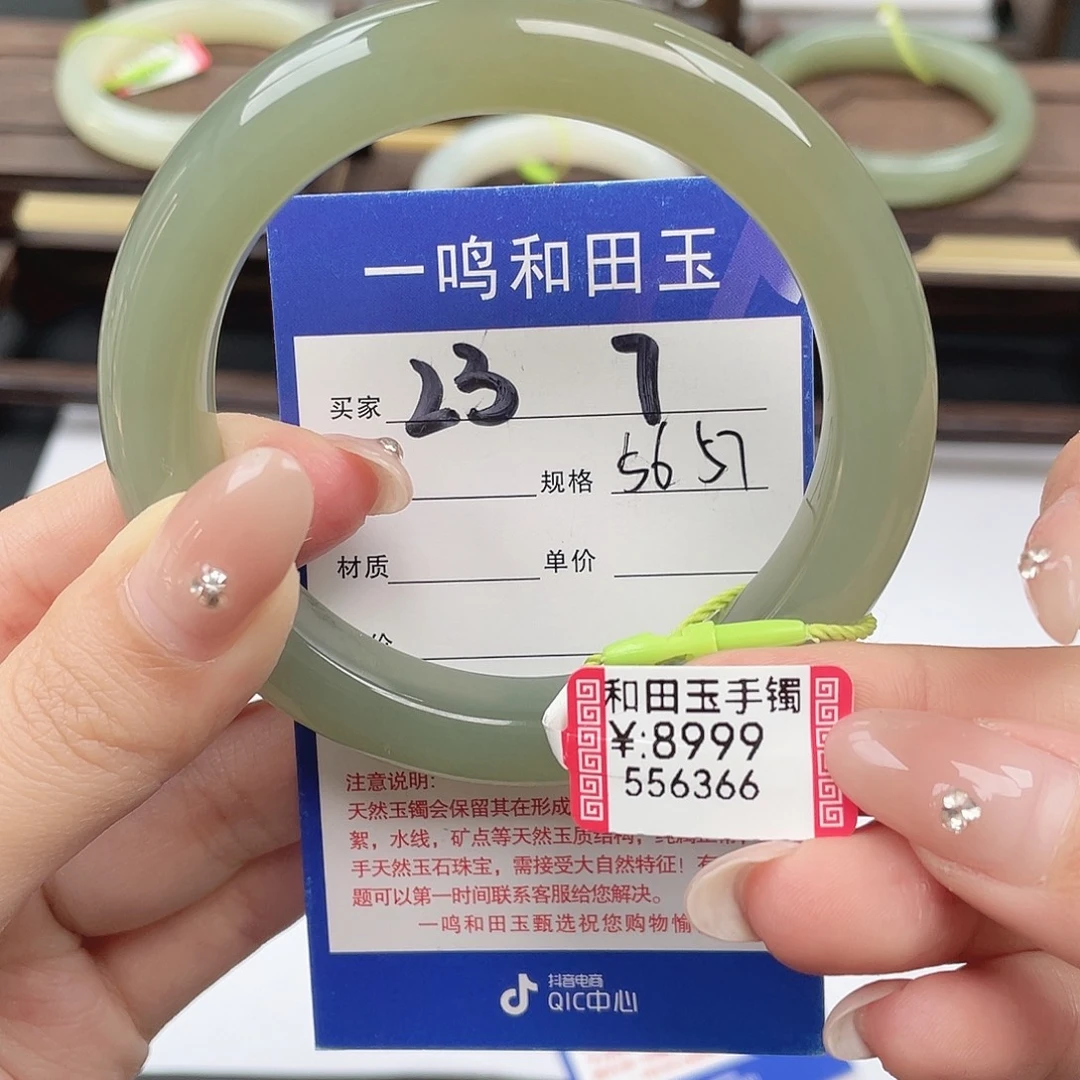 一鸣和田玉
买家 23 7
规格 56 57
材质 单价
价
和田玉手镯
¥:8999
556366
注意说明:
天然玉镯会保留其在形成
絮，水线，矿点等天然玉质结构，
手天然玉石珠宝，需接受大自然特征！有
题可以第一时间联系客服给您解决。
一鸣和田玉甄选祝您购物愉
抖音电商
QIC中心